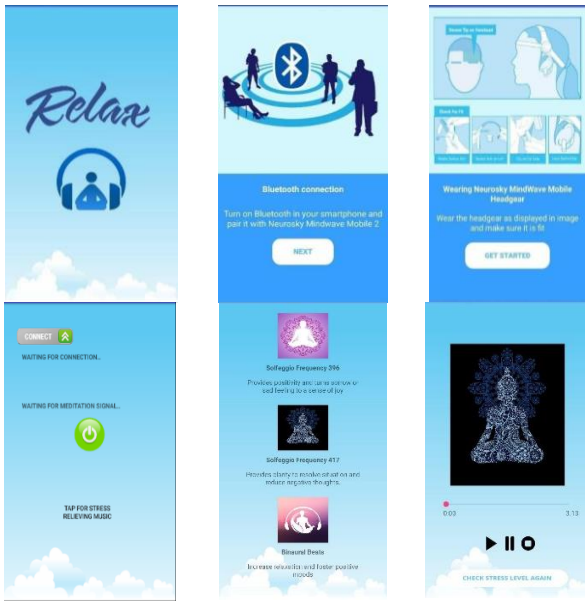 Relax
Bluetooth connection
Turn on Bluetooth in your smartphone and
pair it with Neurosky Mindwave Mobile 2
NEXT
Wearing Neurosky MindWave Mobile
Headgear
Wear the headgear as displayed in image
and make sure it is fit
GET STARTED
CONNECT
WAITING FOR CONNECTION..
WAITING FOR MEDITATION SIGNAL..
TAP FOR STRESS
RELIEVING MUSIC
Solfeggio Frequency 396
Provides positivity and turns sorrow or
sad feeling to a sense of joy
Solfeggio Frequency 417
Provides clarity to resolve situation and
reduce negative thoughts.
Binaural Beats
Increase relaxation and foster positive
moods
0:00
3:13
CHECK STRESS LEVEL AGAIN